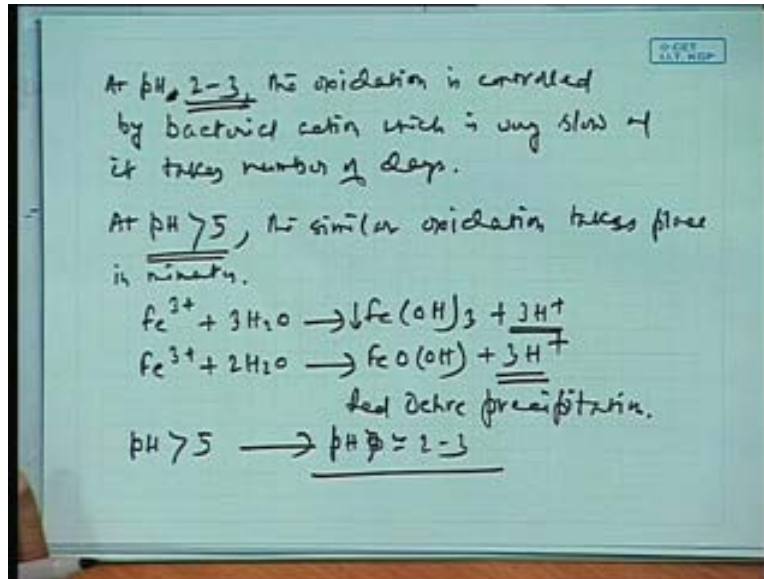 © CET
I.I.T. KGP
At pH 2-3, the oxidation is controlled
by bacterial action which is very slow &
it takes number of days.
At pH >5, the similar oxidation takes place
in minutes.
Fe³⁺ + 3H₂O → ↓Fe(OH)₃ + 3H⁺
Fe³⁺ + 2H₂O → FeO(OH) + 3H⁺
Red Ochre precipitation.
pH >5 → pH ≃ 2-3